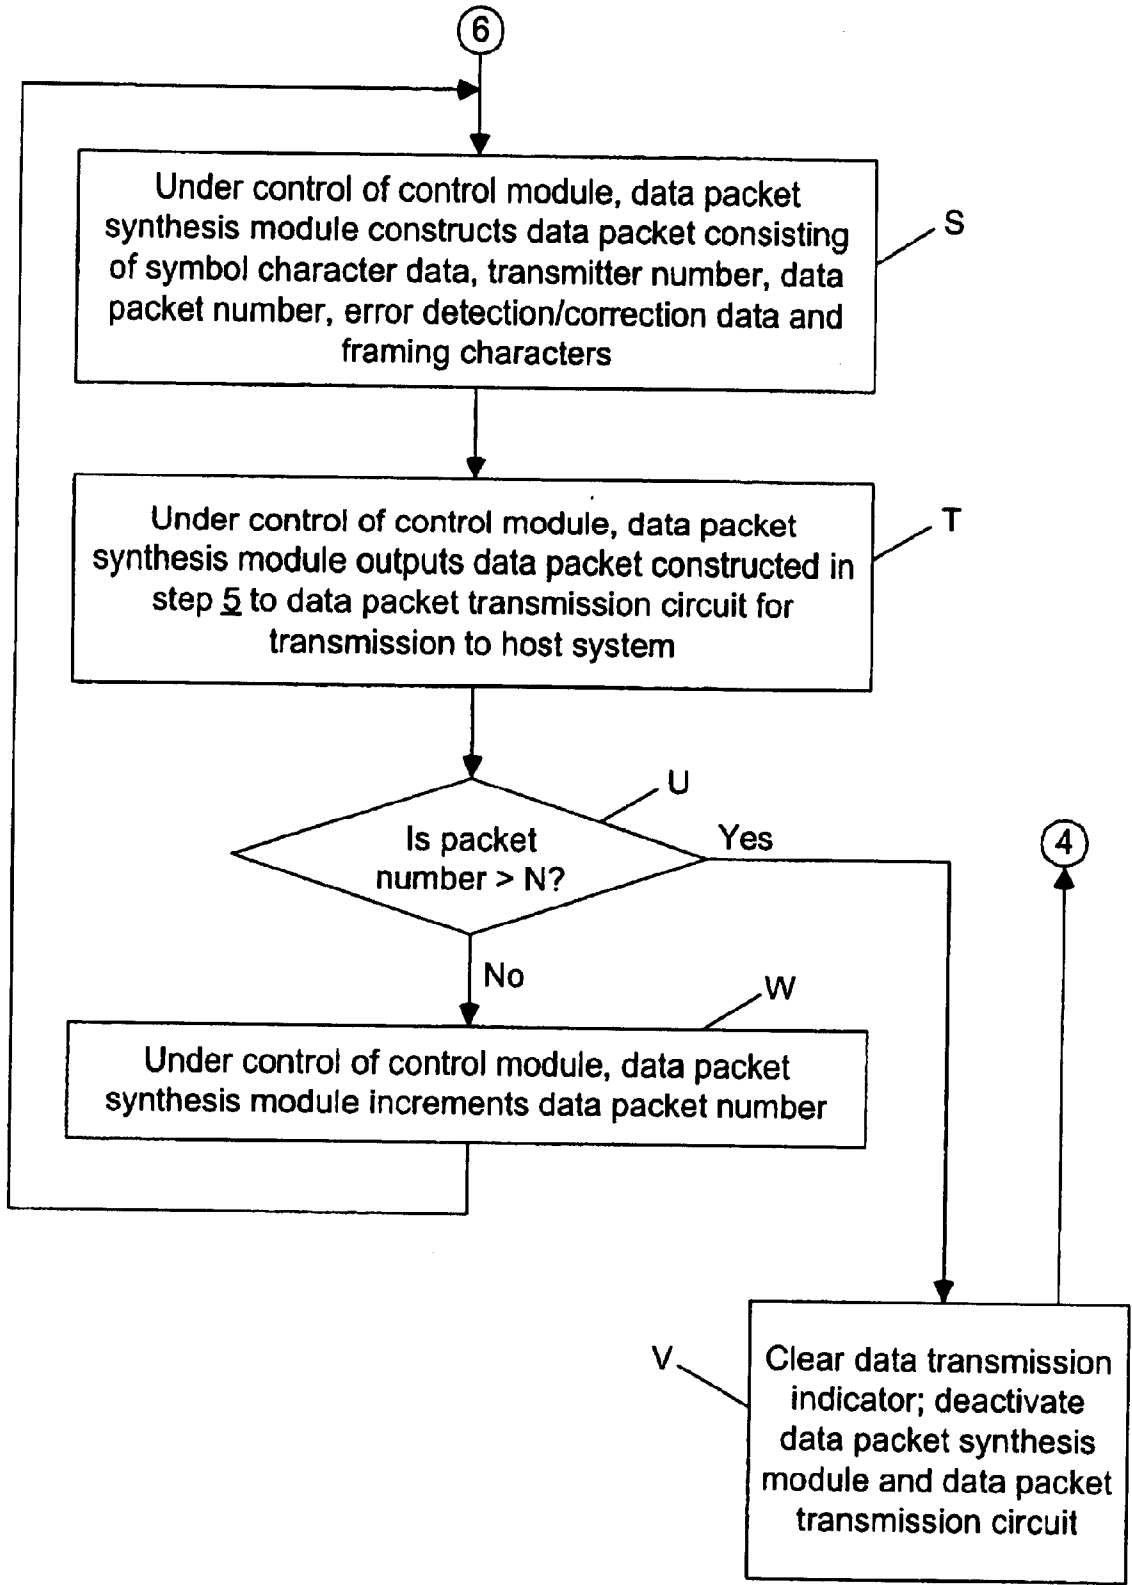 6
Under control of control module, data packet
synthesis module constructs data packet consisting
of symbol character data, transmitter number, data
packet number, error detection/correction data and
framing characters
S
Under control of control module, data packet
synthesis module outputs data packet constructed in
step 5 to data packet transmission circuit for
transmission to host system
T
U
Is packet
number > N?
Yes
4
No
W
Under control of control module, data packet
synthesis module increments data packet number
V
Clear data transmission
indicator; deactivate
data packet synthesis
module and data packet
transmission circuit